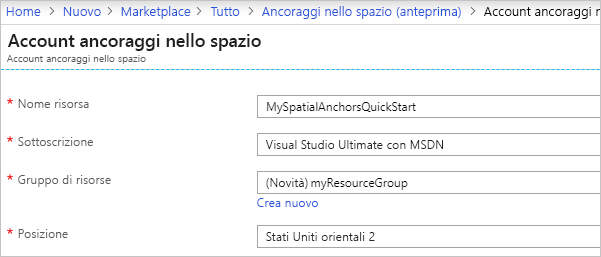 Home > Nuovo > Marketplace > Tutto > Ancoraggi nello spazio (anteprima) > Account ancoraggi n
Account ancoraggi nello spazio
Account ancoraggi nello spazio
* Nome risorsa
MySpatialAnchorsQuickStart
* Sottoscrizione
Visual Studio Ultimate con MSDN
* Gruppo di risorse
(Novità) myResourceGroup
Crea nuovo
* Posizione
Stati Uniti orientali 2